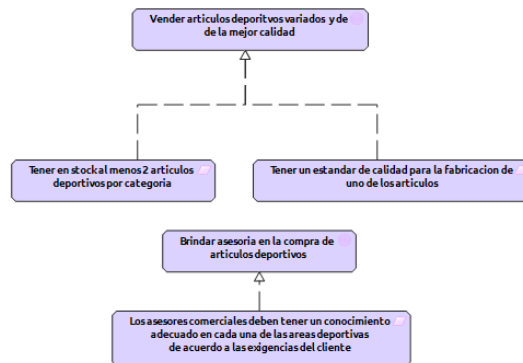 Vender articulos deporitvos variados y de
de la mejor calidad
Tener en stock al menos 2 articulos
deportivos por categoria
Tener un estandar de calidad para la fabricacion de
uno de los articulos
Brindar asesoria en la compra de
articulos deportivos
Los asesores comerciales deben tener un conocimiento
adecuado en cada una de las areas deportivas
de acuerdo a las exigencias del cliente